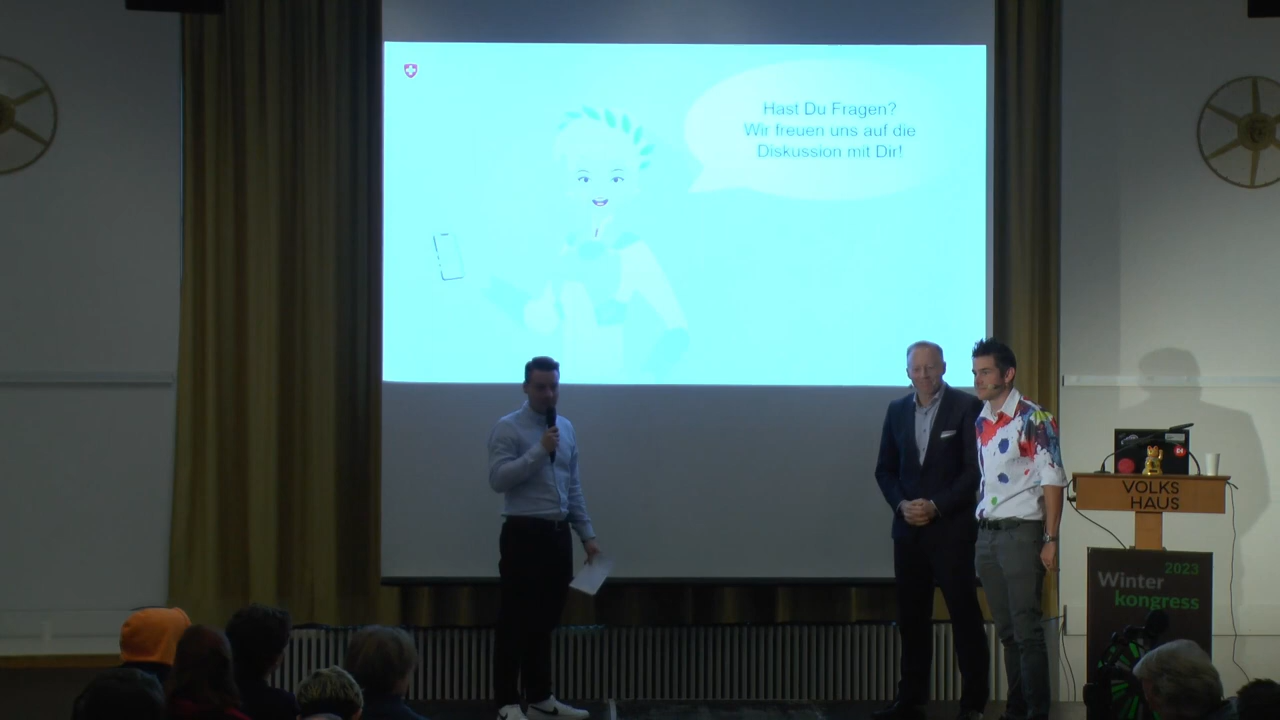 Hast Du Fragen?
Wir freuen uns auf die
Diskussion mit Dir!
VOLKS
HAUS
2023
Winter
kongress